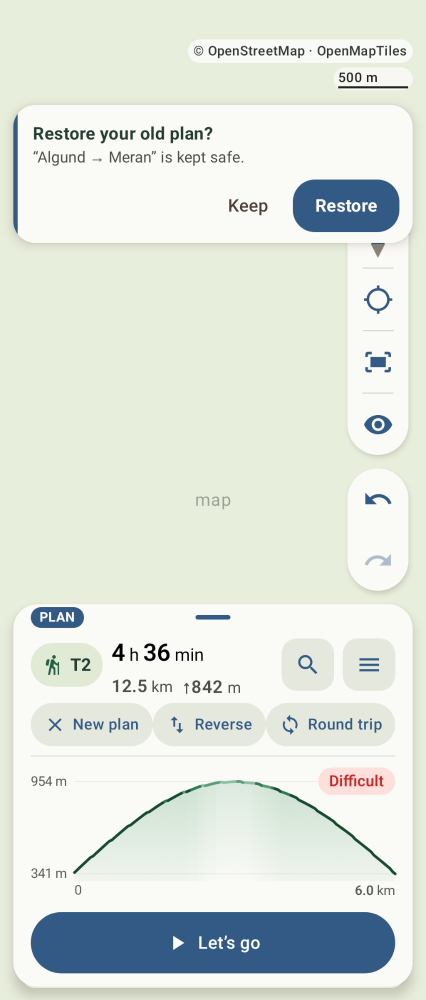 © OpenStreetMap · OpenMapTiles
500 m
Restore your old plan?
“Algund → Meran” is kept safe.
Keep
Restore
map
PLAN
T2
4 h 36 min
12.5 km ↑842 m
New plan
Reverse
Round trip
954 m
Difficult
341 m
0
6.0 km
Let’s go